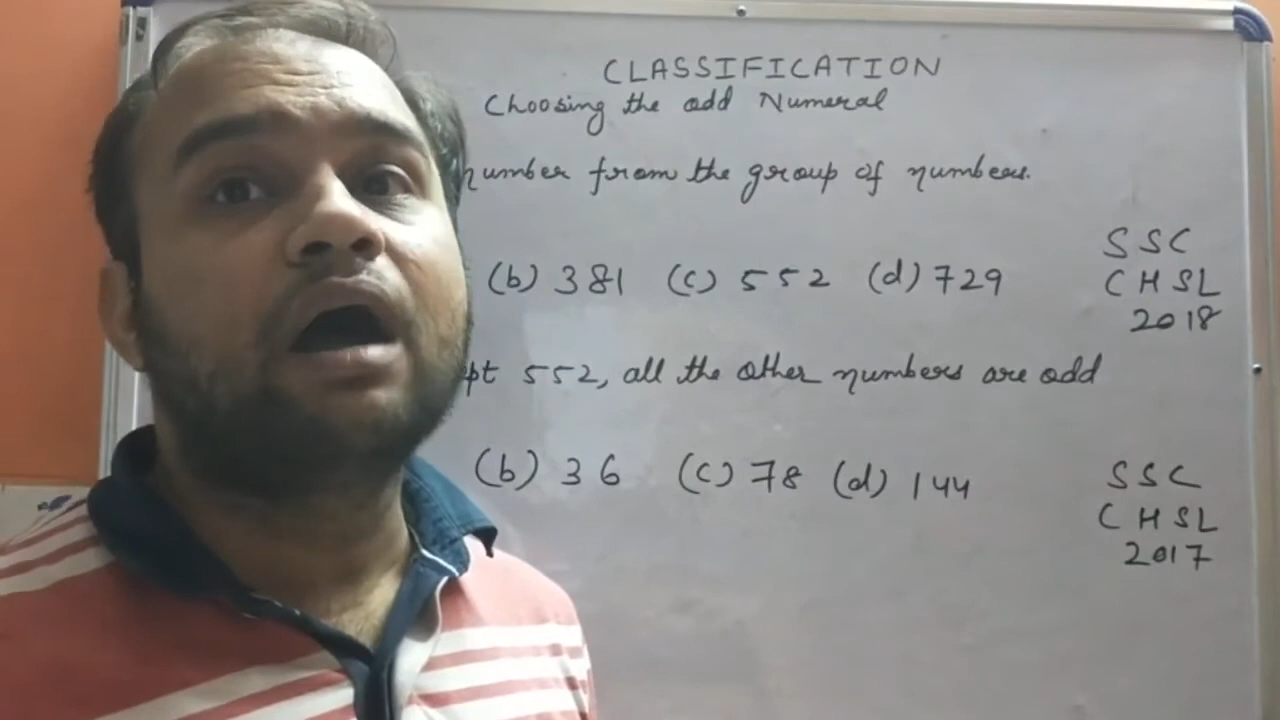 CLASSIFICATION
Choosing the odd Numeral
number from the group of numbers.
(b) 381 (c) 552 (d) 729
SSC
CHSL
2018
pt 552, all the other numbers are odd
(b) 36 (c) 78 (d) 144
SSC
CHSL
2017